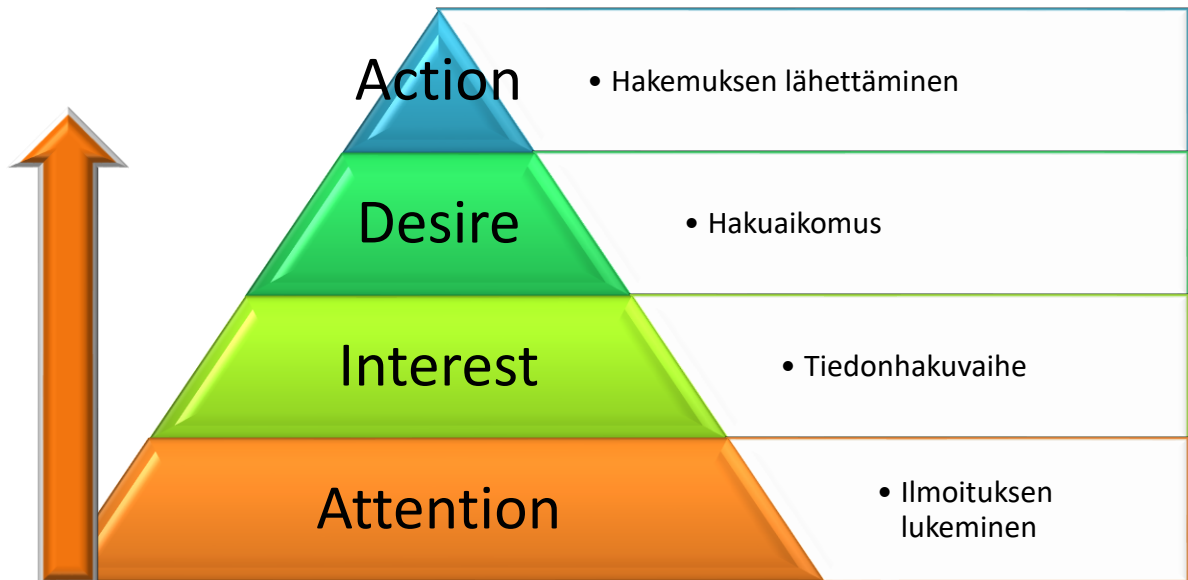 Action
• Hakemuksen lähettäminen
Desire
• Hakuaikomus
Interest
• Tiedonhakuvaihe
Attention
• Ilmoituksen
lukeminen